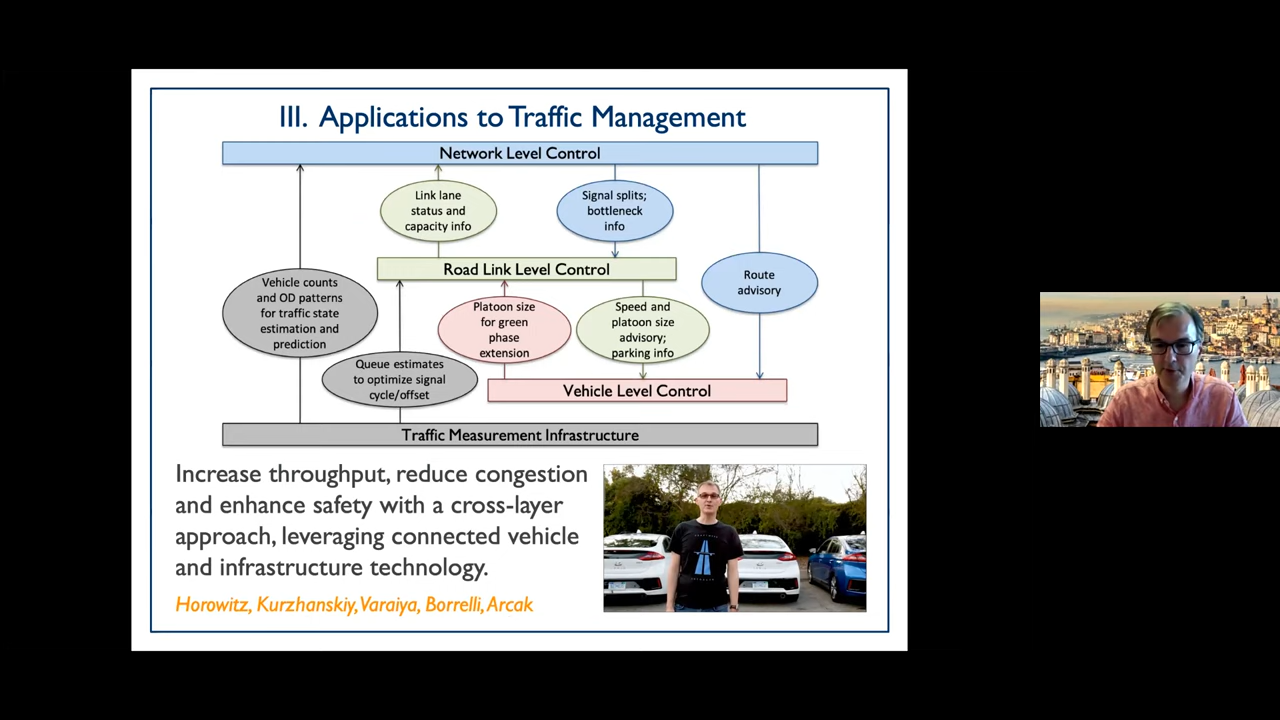 III. Applications to Traffic Management
Network Level Control
Link lane
status and
capacity info
Signal splits;
bottleneck
info
Road Link Level Control
Route
advisory
Vehicle counts
and OD patterns
for traffic state
estimation and
prediction
Platoon size
for green
phase
extension
Speed and
platoon size
advisory;
parking info
Queue estimates
to optimize signal
cycle/offset
Vehicle Level Control
Traffic Measurement Infrastructure
Increase throughput, reduce congestion
and enhance safety with a cross-layer
approach, leveraging connected vehicle
and infrastructure technology.
Horowitz, Kurzhanskiy, Varaiya, Borrelli, Arcak